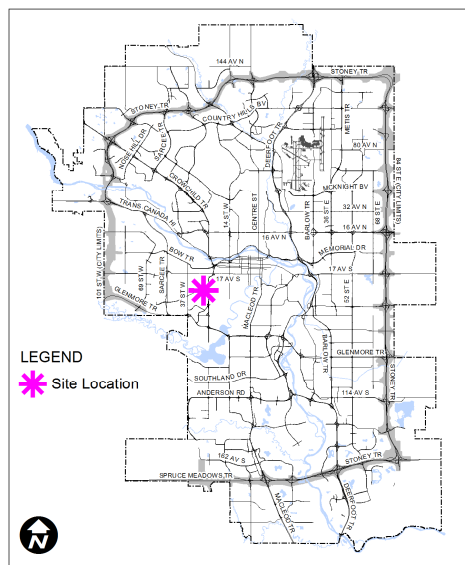 144 AV N
STONEY TR
STONEY TR
COUNTRY HILLS BV
METIS TR
NOSE HILL DR
SARCEE TR
DEERFOOT TR
80 AV N
84 ST E (CITY LIMITS)
CROWCHILD TR
MCKNIGHT BV
TRANS CANADA HI
14 ST W
CENTRE ST
BARLOW TR
36 ST E
32 AV N
68 ST E
16 AV N
16 AV N
MEMORIAL DR
BOW TR
101 ST W (CITY LIMITS)
69 ST W
SARCEE TR
37 ST W
17 AV S
17 AV S
52 ST E
GLENMORE TR
MACLEOD TR
BARLOW TR
GLENMORE TR
STONEY TR
LEGEND
Site Location
SOUTHLAND DR
ANDERSON RD
114 AV S
162 AV S
STONEY TR
SPRUCE MEADOWS TR
MACLEOD TR
DEERFOOT TR
N